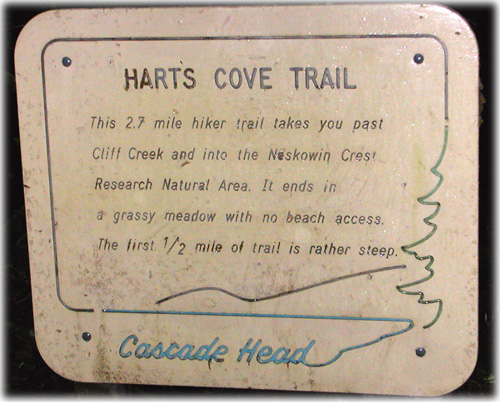 HARTS COVE TRAIL
This 2.7 mile hiker trail takes you past
Cliff Creek and into the Neskowin Crest
Research Natural Area. It ends in
a grassy meadow with no beach access.
The first 1/2 mile of trail is rather steep.
Cascade Head